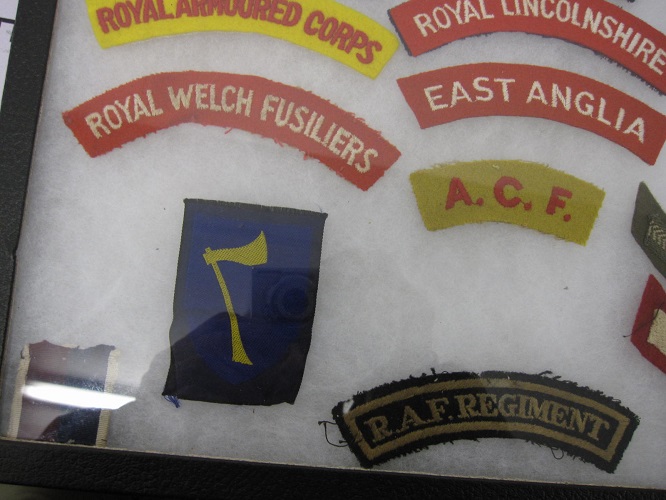 ROYAL ARMOURED CORPS
ROYAL LINCOLNSHIRE
ROYAL WELCH FUSILIERS
EAST ANGLIA
A. C. F.
R.A.F. REGIMENT